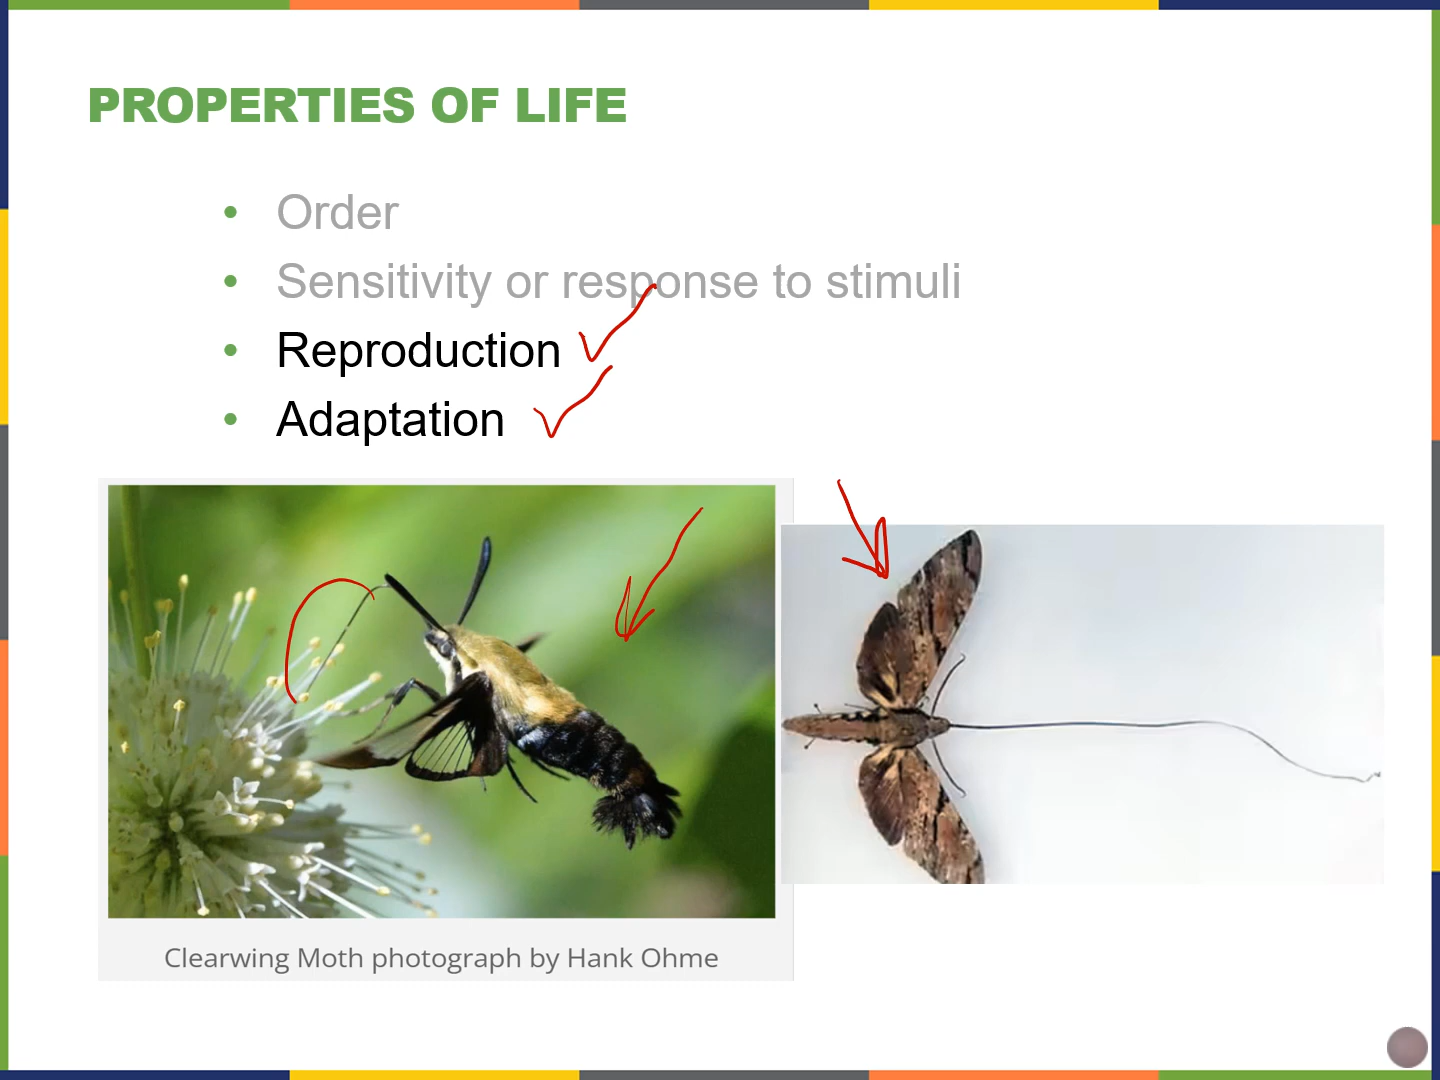 PROPERTIES OF LIFE
• Order
• Sensitivity or response to stimuli
• Reproduction
• Adaptation
Clearwing Moth photograph by Hank Ohme